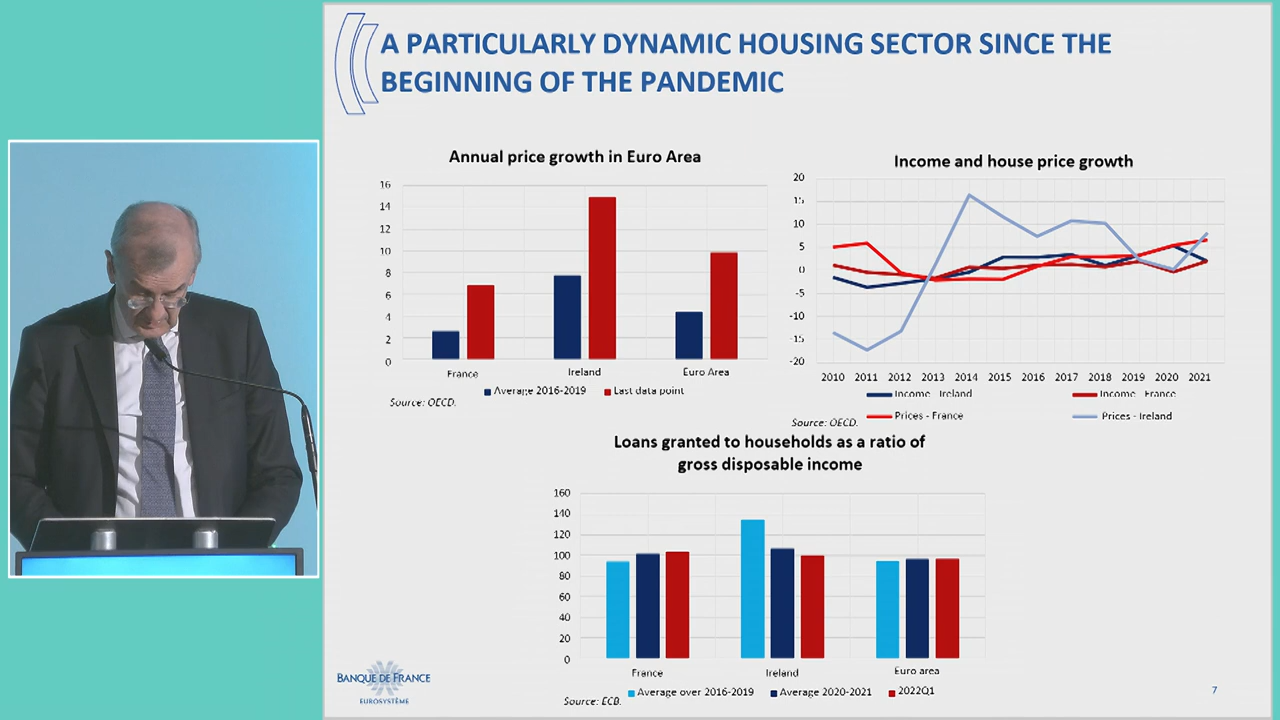 A PARTICULARLY DYNAMIC HOUSING SECTOR SINCE THE
BEGINNING OF THE PANDEMIC
Annual price growth in Euro Area
16
14
12
10
8
6
4
2
0
France
Ireland
Euro Area
Average 2016-2019
Last data point
Source: OECD.
Income and house price growth
20
15
10
5
0
-5
-10
-15
-20
2010 2011 2012 2013 2014 2015 2016 2017 2018 2019 2020 2021
Income - Ireland
Income - France
Prices - France
Prices - Ireland
Source: OECD.
Loans granted to households as a ratio of
gross disposable income
160
140
120
100
80
60
40
20
0
France
Ireland
Euro area
Average over 2016-2019
Average 2020-2021
2022Q1
Source: ECB.
BANQUE DE FRANCE
EUROSYSTÈME
7